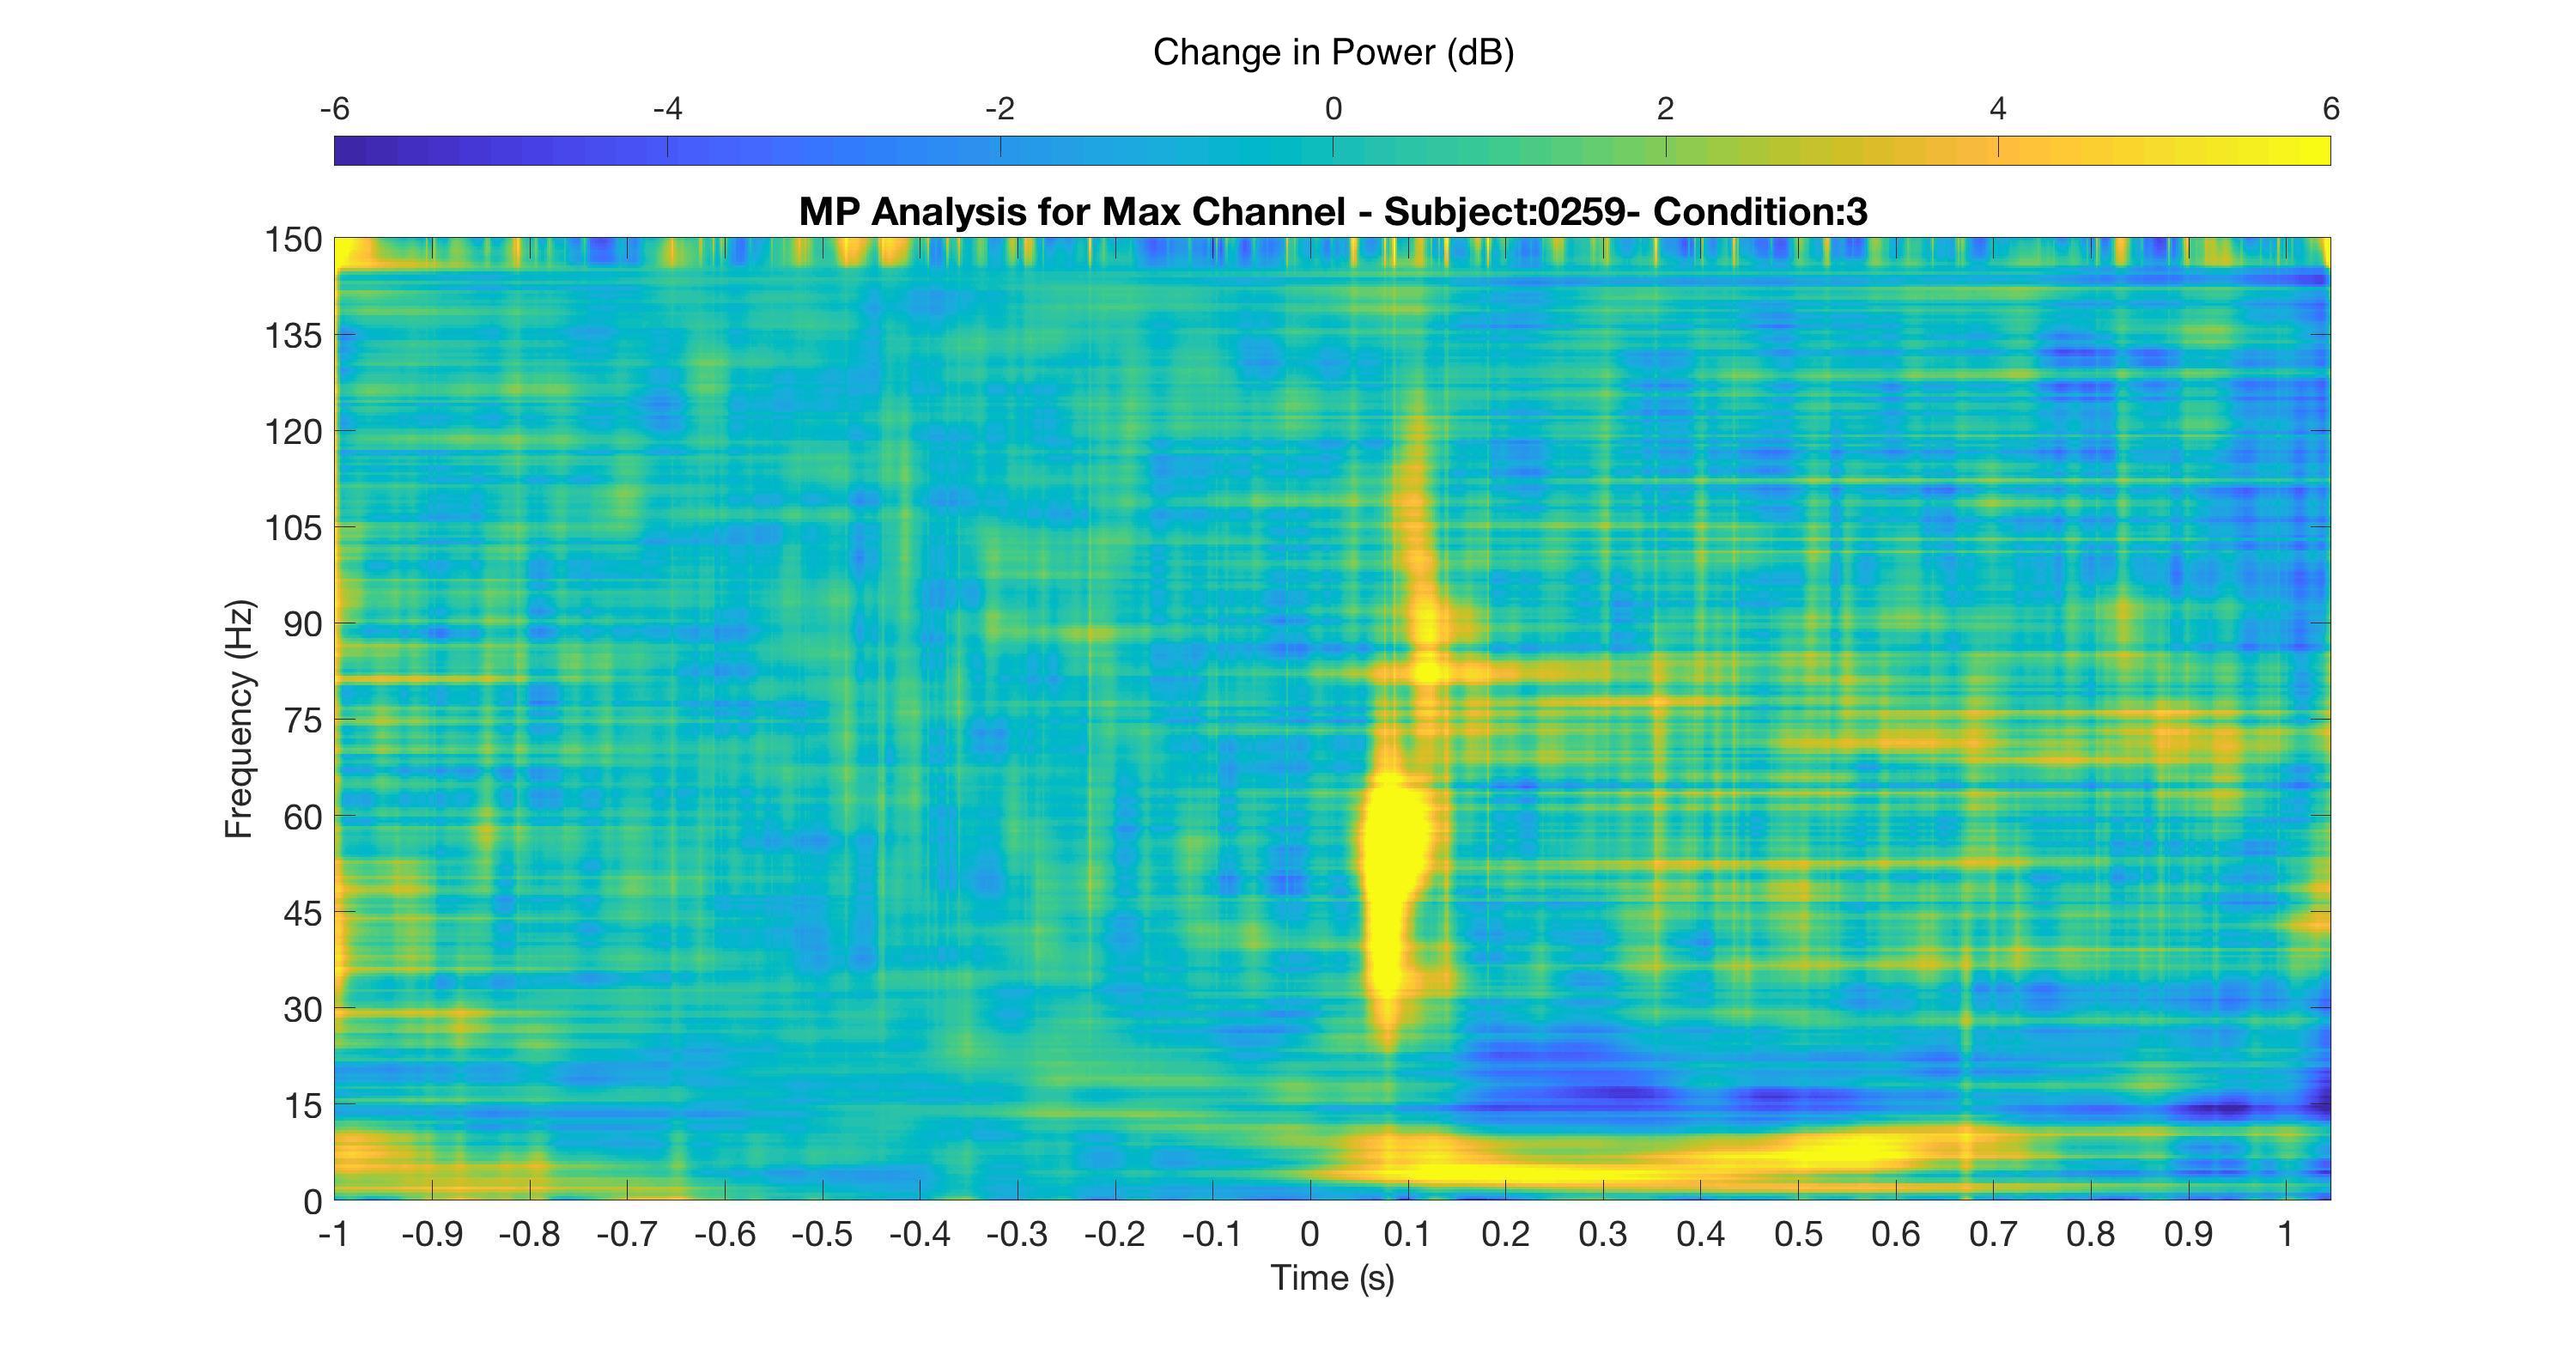 Change in Power (dB)
-6 -4 -2 0 2 4 6
MP Analysis for Max Channel - Subject:0259- Condition:3
150
135
120
105
90
75
60
45
30
15
0
Frequency (Hz)
-1 -0.9 -0.8 -0.7 -0.6 -0.5 -0.4 -0.3 -0.2 -0.1 0 0.1 0.2 0.3 0.4 0.5 0.6 0.7 0.8 0.9 1
Time (s)